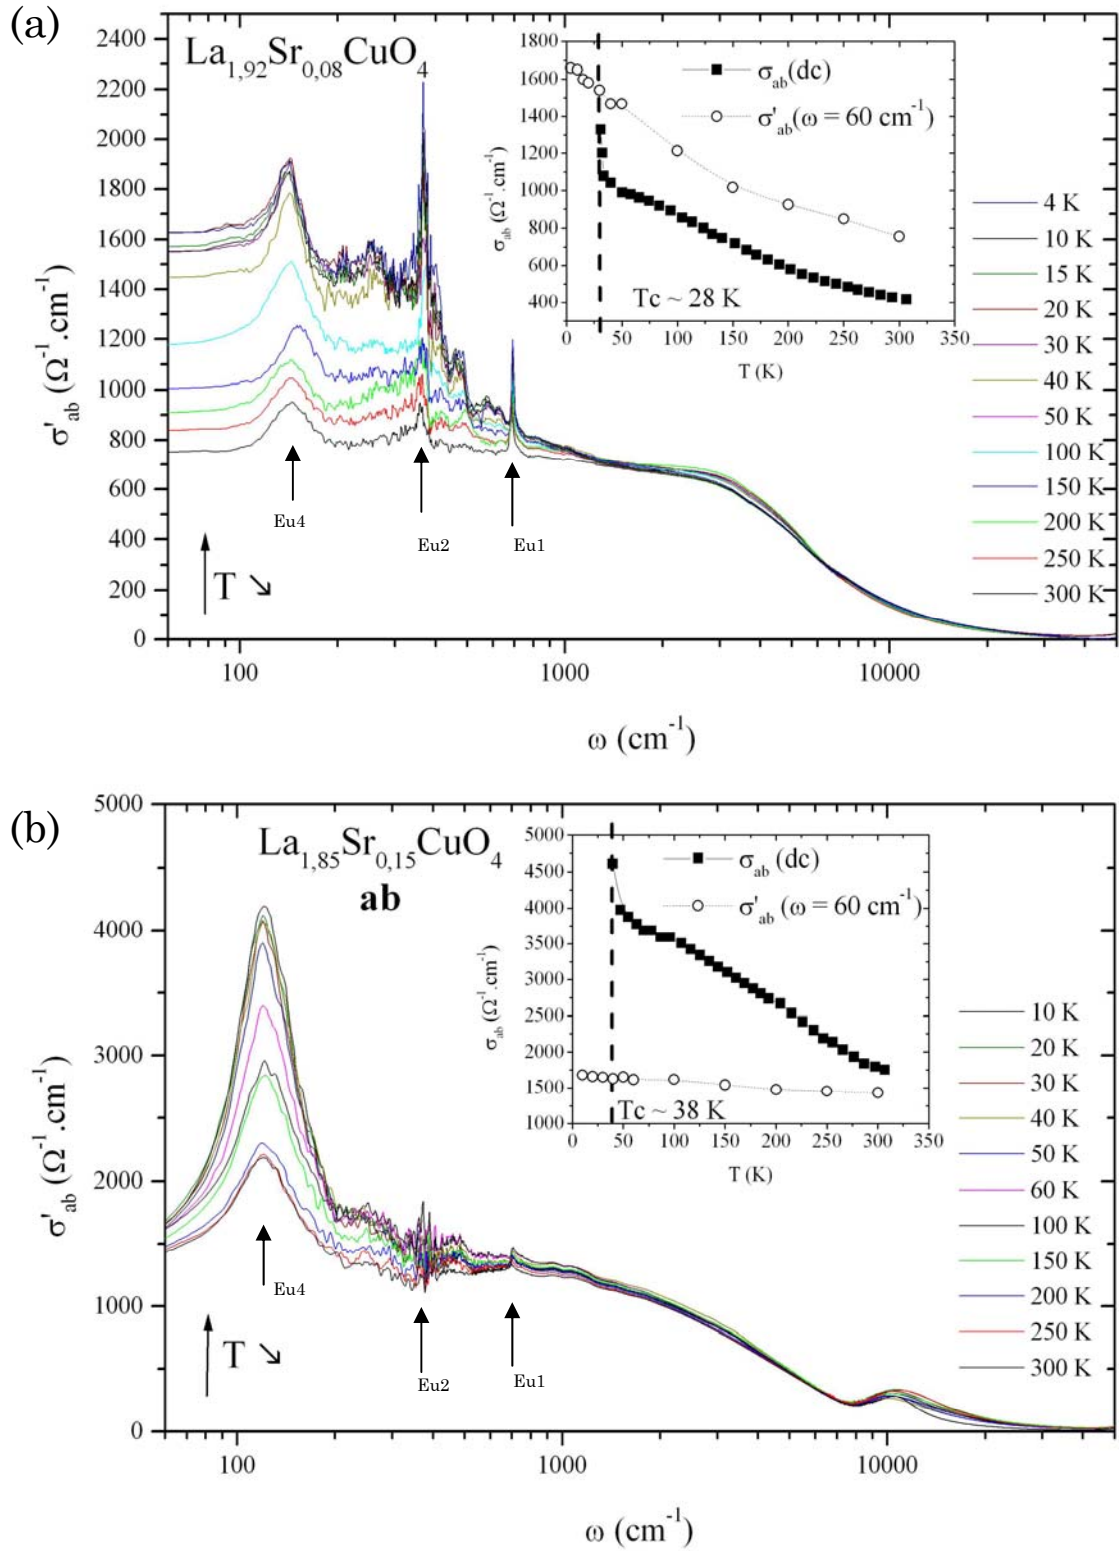 (a)
La1,92Sr0,08CuO4
2400
2200
2000
1800
1600
1400
1200
1000
800
600
400
200
0
σ'ab (Ω-1.cm-1)
100
1000
10000
ω (cm-1)
Eu4
Eu2
Eu1
T ↘
1800
1600
1400
1200
1000
800
600
400
σab (Ω-1.cm-1)
σab(dc)
σ'ab(ω = 60 cm-1)
Tc ~ 28 K
0 50 100 150 200 250 300 350
T (K)
4 K
10 K
15 K
20 K
30 K
40 K
50 K
100 K
150 K
200 K
250 K
300 K
(b)
La1,85Sr0,15CuO4
ab
5000
4000
3000
2000
1000
0
σ'ab (Ω-1.cm-1)
100
1000
10000
ω (cm-1)
Eu4
Eu2
Eu1
T ↘
5000
4500
4000
3500
3000
2500
2000
1500
1000
σab (Ω-1.cm-1)
σab (dc)
σ'ab (ω = 60 cm-1)
Tc ~ 38 K
0 50 100 150 200 250 300 350
T (K)
10 K
20 K
30 K
40 K
50 K
60 K
100 K
150 K
200 K
250 K
300 K